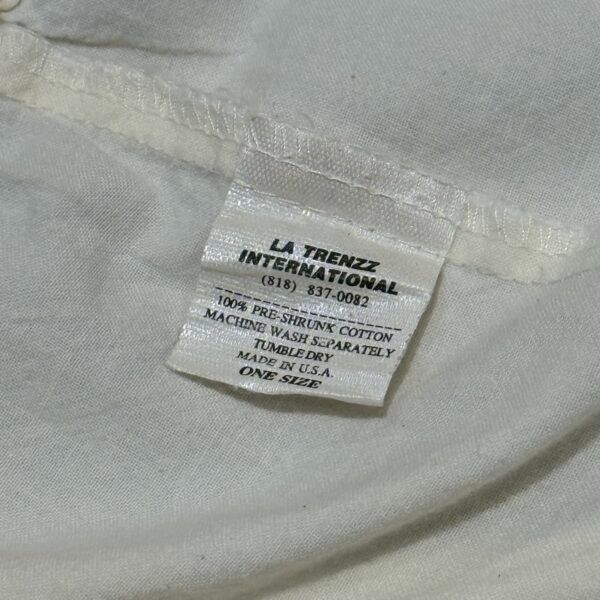 LA TRENZZ
INTERNATIONAL
(818) 837-0082
100% PRE-SHRUNK COTTON
MACHINE WASH SEPARATELY
TUMBLE DRY
MADE IN U.S.A.
ONE SIZE